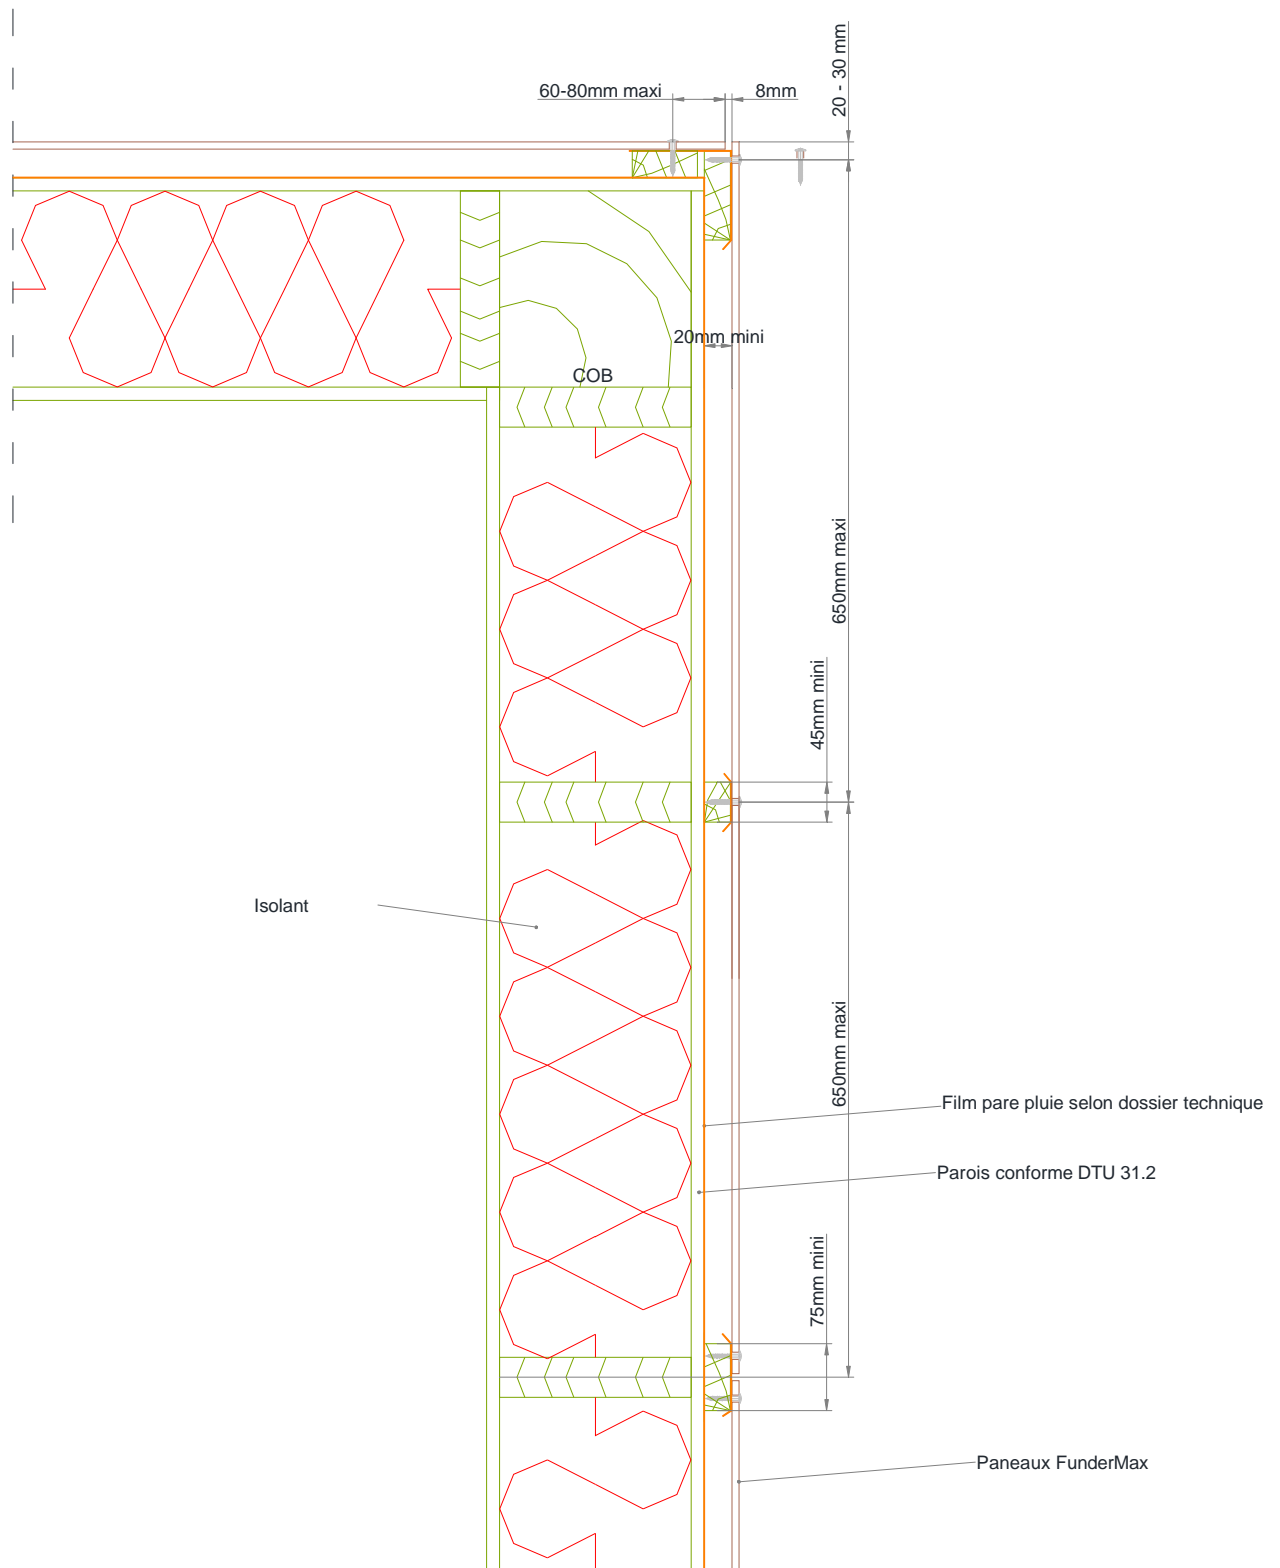 20 - 30 mm
60-80mm maxi
8mm
20mm mini
COB
650mm maxi
45mm mini
Isolant
650mm maxi
Film pare pluie selon dossier technique
Parois conforme DTU 31.2
75mm mini
Paneaux FunderMax